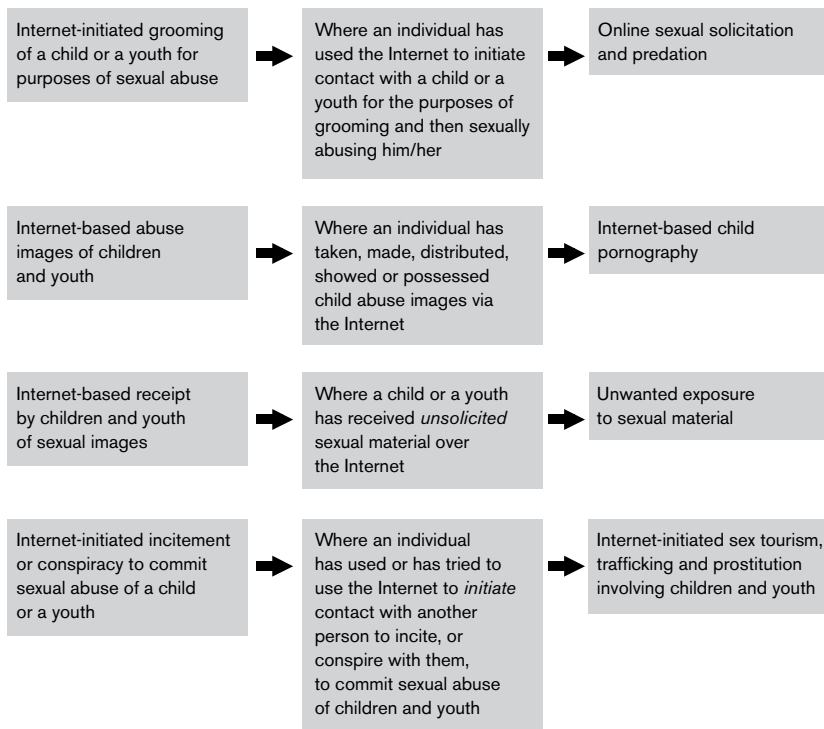 Internet-initiated grooming
of a child or a youth for
purposes of sexual abuse
Where an individual has
used the Internet to initiate
contact with a child or a
youth for the purposes of
grooming and then sexually
abusing him/her
Online sexual solicitation
and predation
Internet-based abuse
images of children
and youth
Where an individual has
taken, made, distributed,
showed or possessed
child abuse images via
the Internet
Internet-based child
pornography
Internet-based receipt
by children and youth
of sexual images
Where a child or a youth
has received unsolicited
sexual material over
the Internet
Unwanted exposure
to sexual material
Internet-initiated incitement
or conspiracy to commit
sexual abuse of a child
or a youth
Where an individual
has used or has tried to
use the Internet to initiate
contact with another
person to incite, or
conspire with them,
to commit sexual abuse
of children and youth
Internet-initiated sex tourism,
trafficking and prostitution
involving children and youth